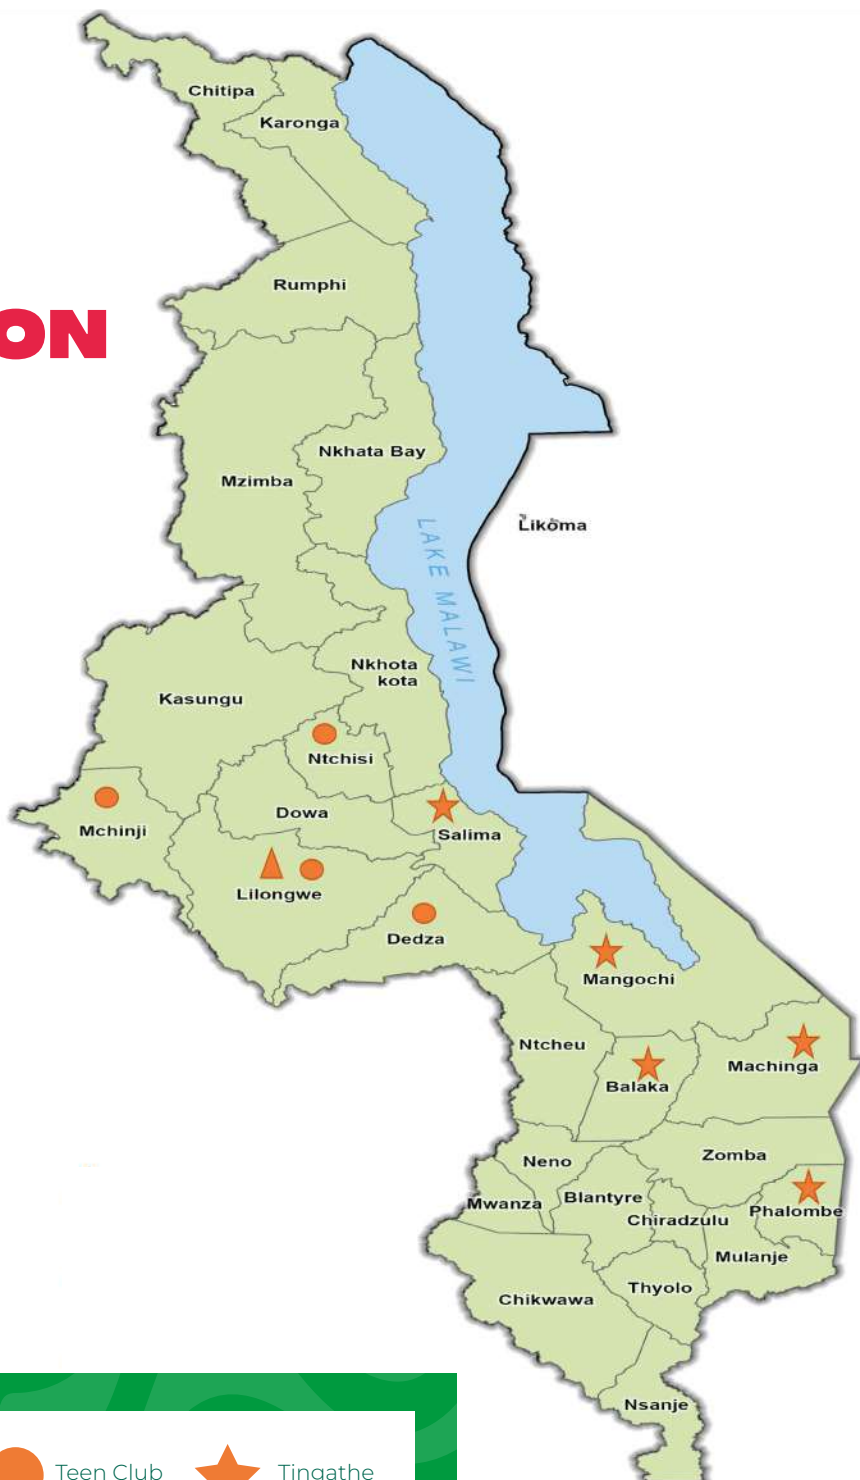 Chitipa
Karonga
Rumphi
ON
Nkhata Bay
Mzimba
LAKE MALAWI
Likoma
Nkhota
kota
Kasungu
Ntchisi
Dowa
Mchinji
Salima
Lilongwe
Dedza
Mangochi
Ntcheu
Machinga
Balaka
Zomba
Neno
Mwanza
Blantyre
Phalombe
Chiradzulu
Mulanje
Thyolo
Chikwawa
Nsanje
Teen Club
Tingathe